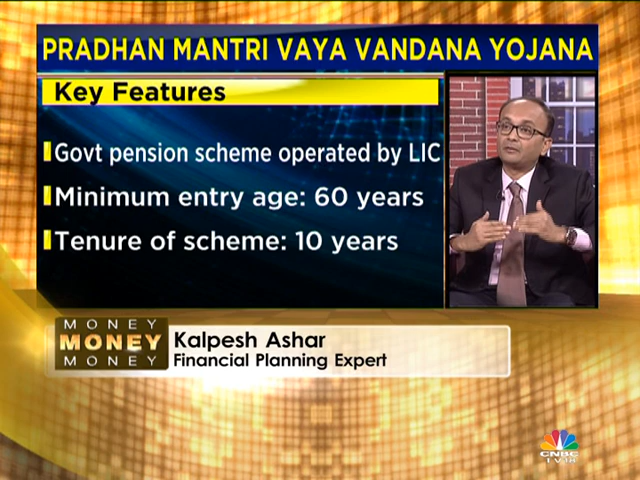 PRADHAN MANTRI VAYA VANDANA YOJANA
Key Features
Govt pension scheme operated by LIC
Minimum entry age: 60 years
Tenure of scheme: 10 years
MONEY
MONEY
MONEY
Kalpesh Ashar
Financial Planning Expert
CNBC
TV18